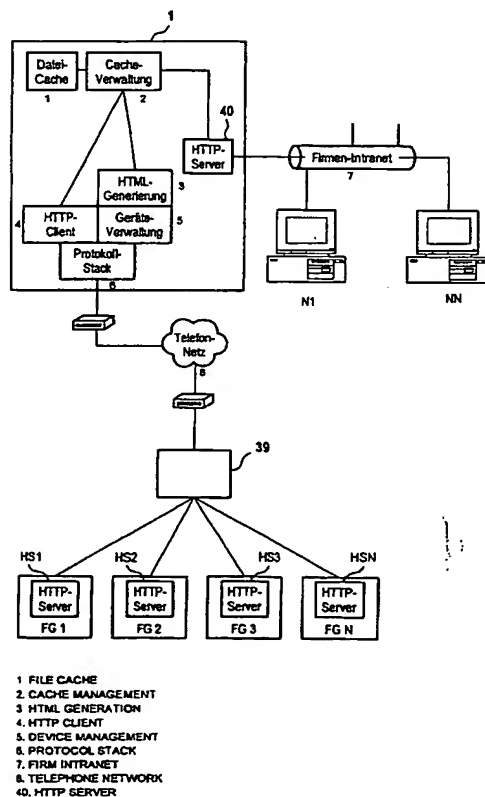 1
Datei-
Cache
1
Cache-
Verwaltung
2
40
HTTP-
Server
Firmen-Intranet
7
HTML-
Generierung
3
4
HTTP-
Client
Geräte-
Verwaltung
5
Protokoll-
Stack
6
N1
NN
Telefon-
Netz
8
39
HS1
HS2
HS3
HSN
HTTP-
Server
FG 1
HTTP-
Server
FG 2
HTTP-
Server
FG 3
HTTP-
Server
FG N
1 FILE CACHE
2. CACHE MANAGEMENT
3 HTML GENERATION
4. HTTP CLIENT
5. DEVICE MANAGEMENT
6. PROTOCOL STACK
7. FIRM INTRANET
8. TELEPHONE NETWORK
40. HTTP SERVER